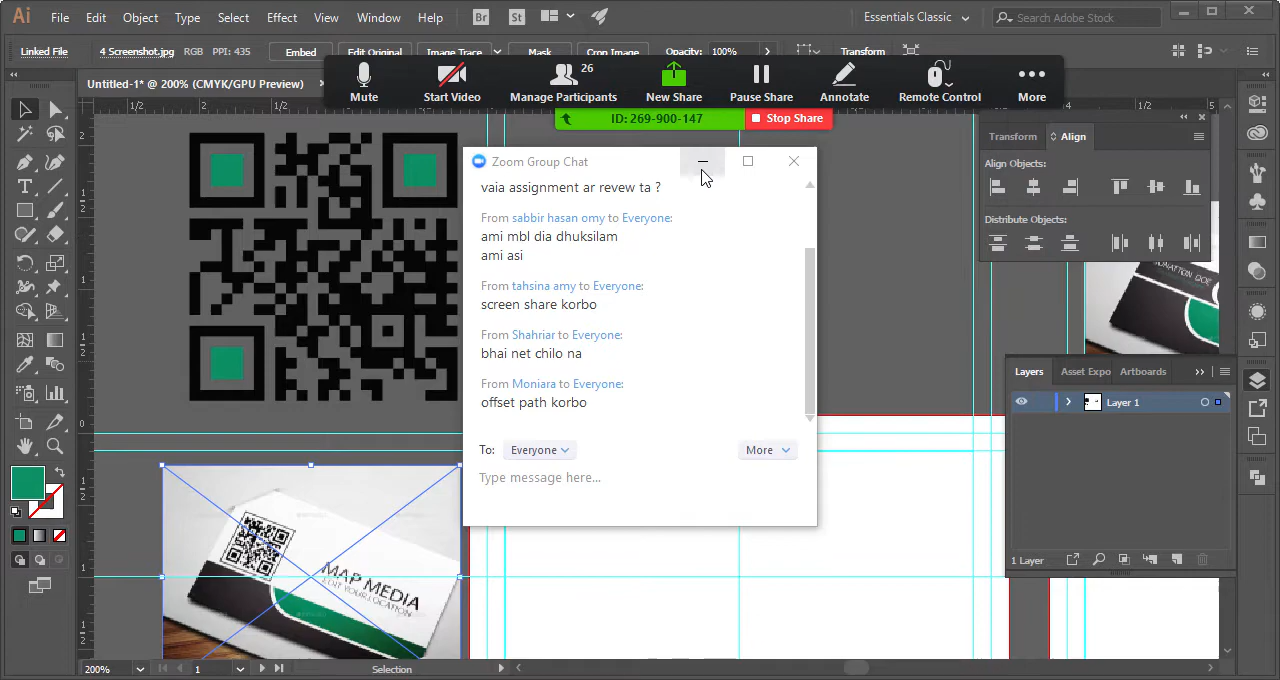 Ai File Edit Object Type Select Effect View Window Help Br St Essentials Classic Search Adobe Stock
Linked File 4 Screenshot.jpg RGB PPI: 435 Embed Edit Original Image Trace Mask Crop Image Opacity: 100% Transform
Untitled-1* @ 200% (CMYK/GPU Preview)
Mute Start Video Manage Participants 26 New Share Pause Share Annotate Remote Control More
ID: 269-900-147 Stop Share
Zoom Group Chat
vaia assignment ar revew ta ?
From sabbir hasan omy to Everyone:
ami mbl dia dhuksilam
ami asi
From tahsina amy to Everyone:
screen share korbo
From Shahriar to Everyone:
bhai net chilo na
From Moniara to Everyone:
offset path korbo
To: Everyone More
Type message here...
Transform Align
Align Objects:
Distribute Objects:
Layers Asset Expo Artboards
Layer 1
1 Layer
MAP MEDIA
EDIT YOUR LOCATION
200% 1 Selection